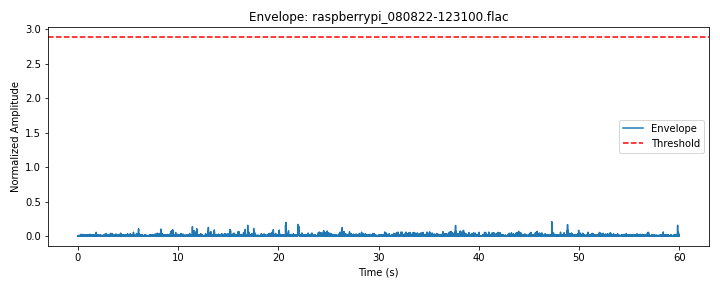 Envelope: raspberrypi_080822-123100.flac
Normalized Amplitude
3.0
2.5
2.0
1.5
1.0
0.5
0.0
Envelope
Threshold
0
10
20
30
40
50
60
Time (s)